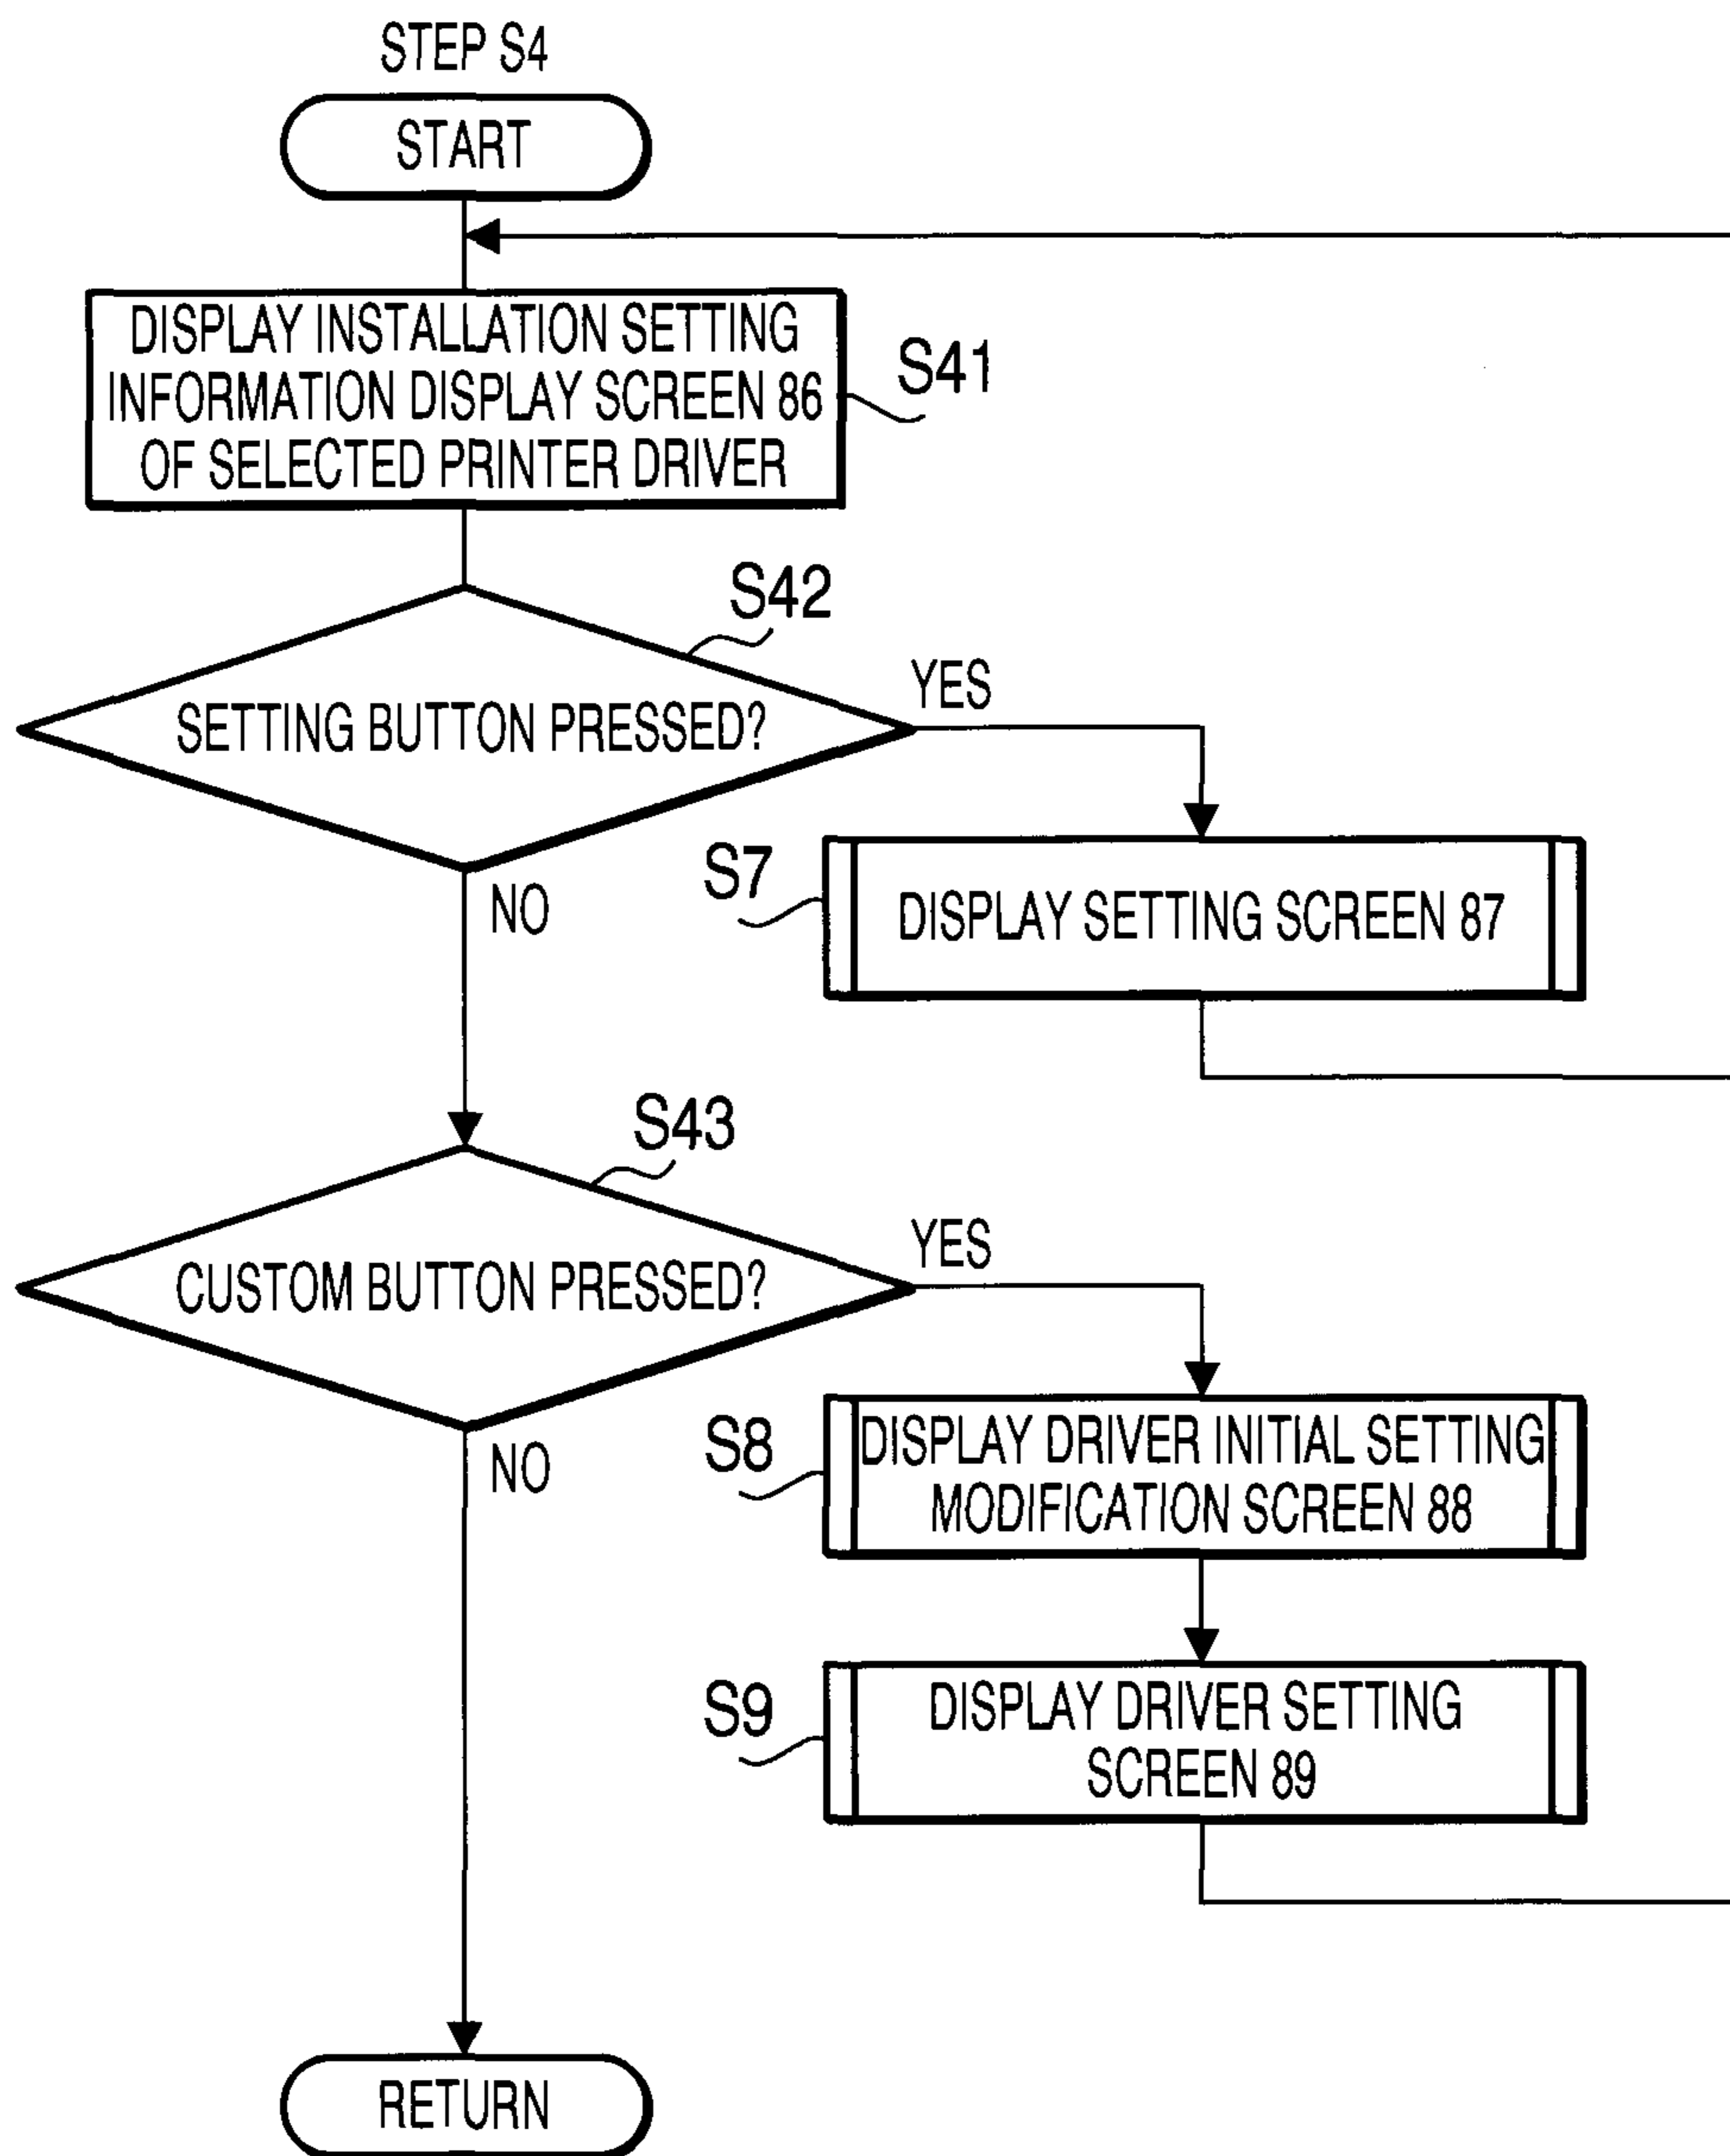 STEP S4
START
DISPLAY INSTALLATION SETTING
INFORMATION DISPLAY SCREEN 86
OF SELECTED PRINTER DRIVER
S41
S42
SETTING BUTTON PRESSED?
YES
NO
S7
DISPLAY SETTING SCREEN 87
S43
CUSTOM BUTTON PRESSED?
YES
NO
S8
DISPLAY DRIVER INITIAL SETTING
MODIFICATION SCREEN 88
S9
DISPLAY DRIVER SETTING
SCREEN 89
RETURN